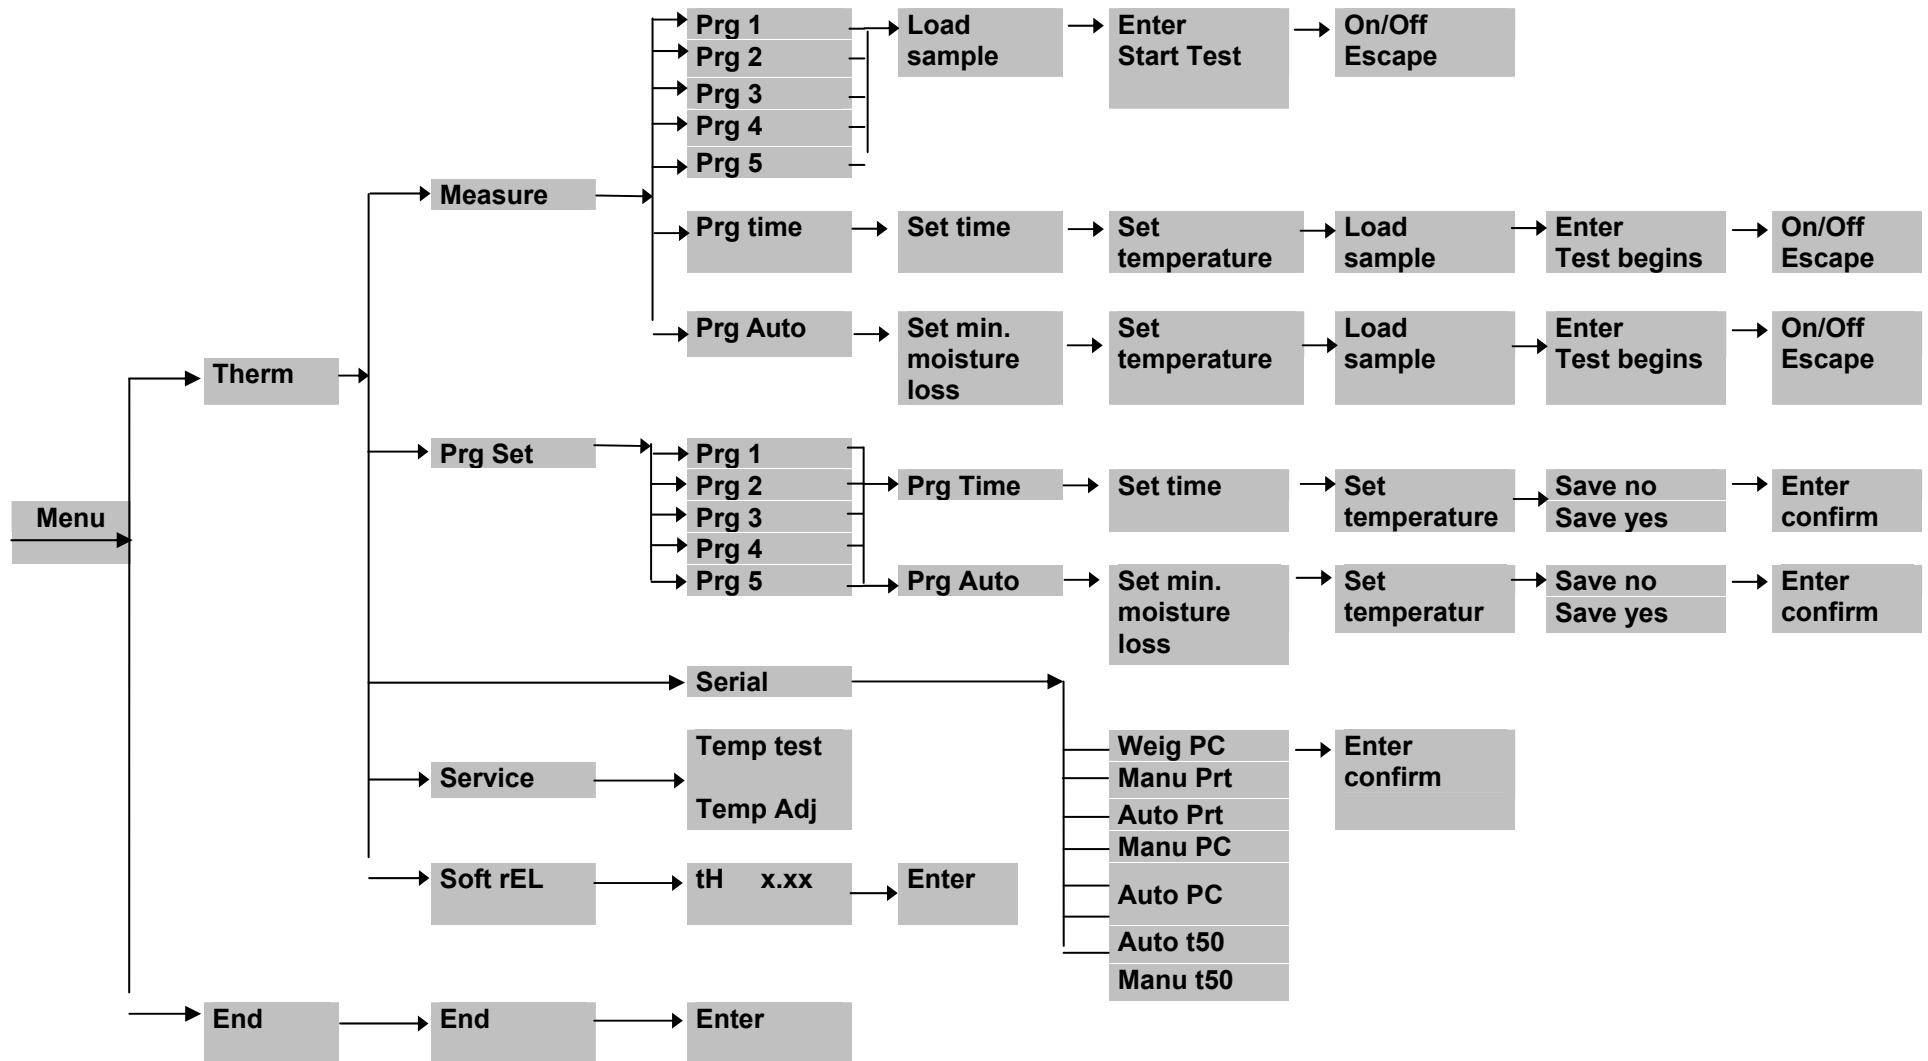 Prg 1
Prg 2
Prg 3
Prg 4
Prg 5
Load
sample
Enter
Start Test
On/Off
Escape
Measure
Prg time
Set time
Set
temperature
Load
sample
Enter
Test begins
On/Off
Escape
Prg Auto
Set min.
moisture
loss
Set
temperature
Load
sample
Enter
Test begins
On/Off
Escape
Therm
Prg Set
Prg 1
Prg 2
Prg 3
Prg 4
Prg 5
Prg Time
Set time
Set
temperature
Save no
Save yes
Enter
confirm
Menu
Prg Auto
Set min.
moisture
loss
Set
temperatur
Save no
Save yes
Enter
confirm
Serial
Weig PC
Manu Prt
Auto Prt
Manu PC
Auto PC
Auto t50
Manu t50
Enter
confirm
Service
Temp test
Temp Adj
Soft rEL
tH x.xx
Enter
End
End
Enter